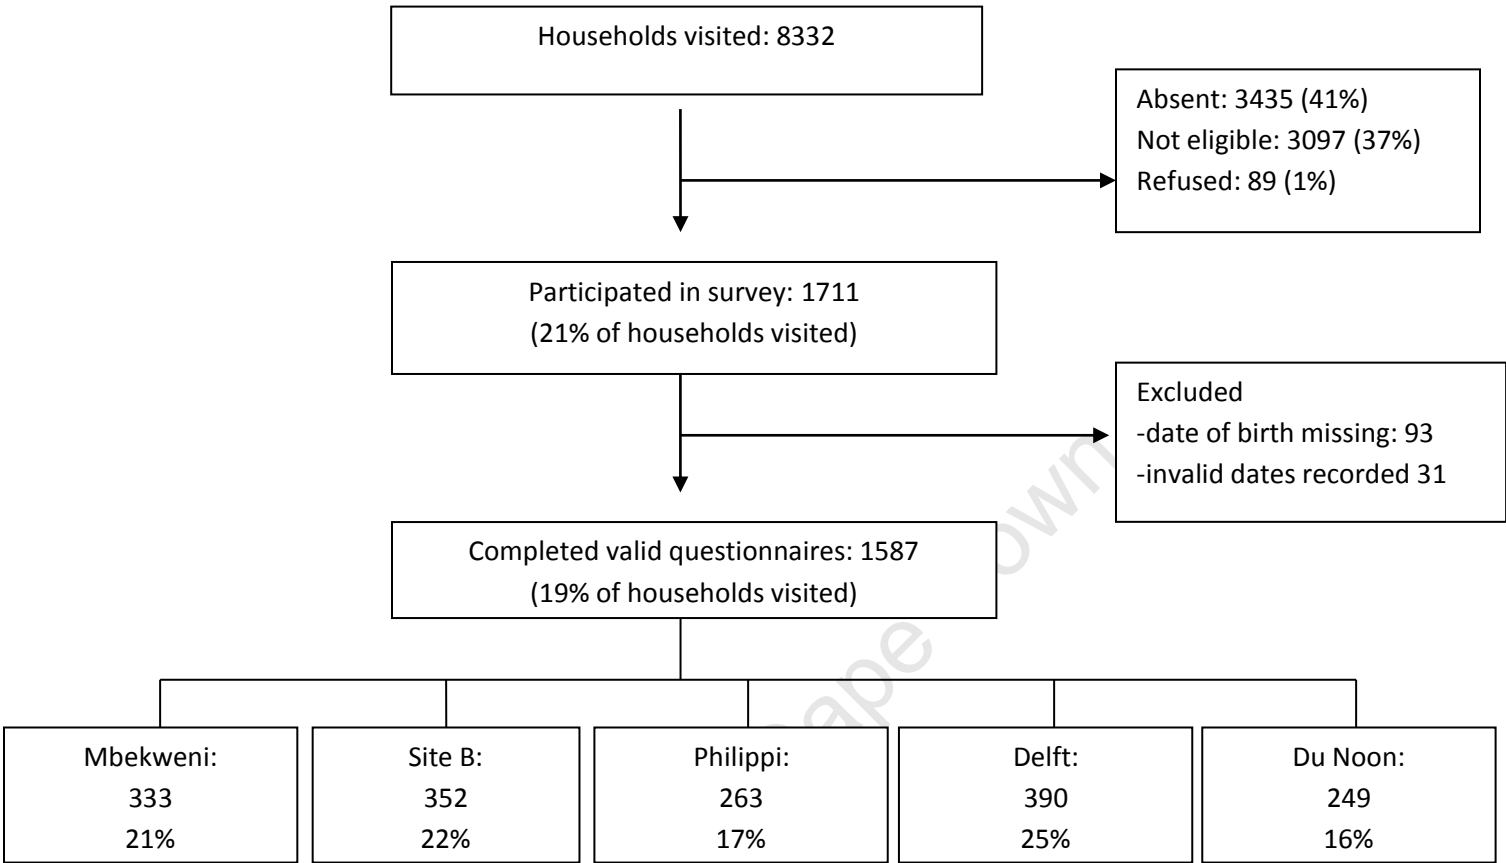 Households visited: 8332
Absent: 3435 (41%)
Not eligible: 3097 (37%)
Refused: 89 (1%)
Participated in survey: 1711
(21% of households visited)
Excluded
-date of birth missing: 93
-invalid dates recorded 31
Completed valid questionnaires: 1587
(19% of households visited)
Mbekweni:
333
21%
Site B:
352
22%
Philippi:
263
17%
Delft:
390
25%
Du Noon:
249
16%